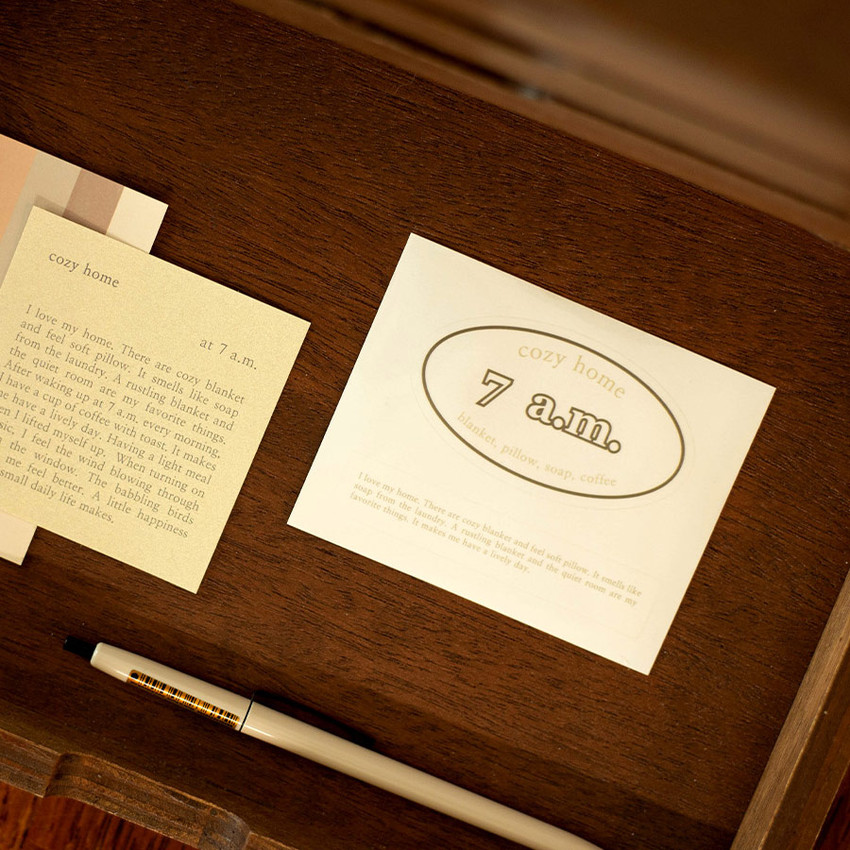 cozy home
at 7 a.m.
I love my home. There are cozy blanket
and feel soft pillow. It smells like soap
from the laundry. A rustling blanket and
the quiet room are my favorite things.
After waking up at 7 a.m. every morning,
I have a cup of coffee with toast. It makes
me have a lively day. Having a light meal
when I lifted myself up. When turning on
I feel the wind blowing through
the window. The babbling birds
me feel better. A little happiness
small daily life makes.
cozy home
7 a.m.
blanket, pillow, soap, coffee
I love my home. There are cozy blanket and feel soft pillow. It smells like
soap from the laundry. A rustling blanket and the quiet room are my
favorite things. It makes me have a lively day.